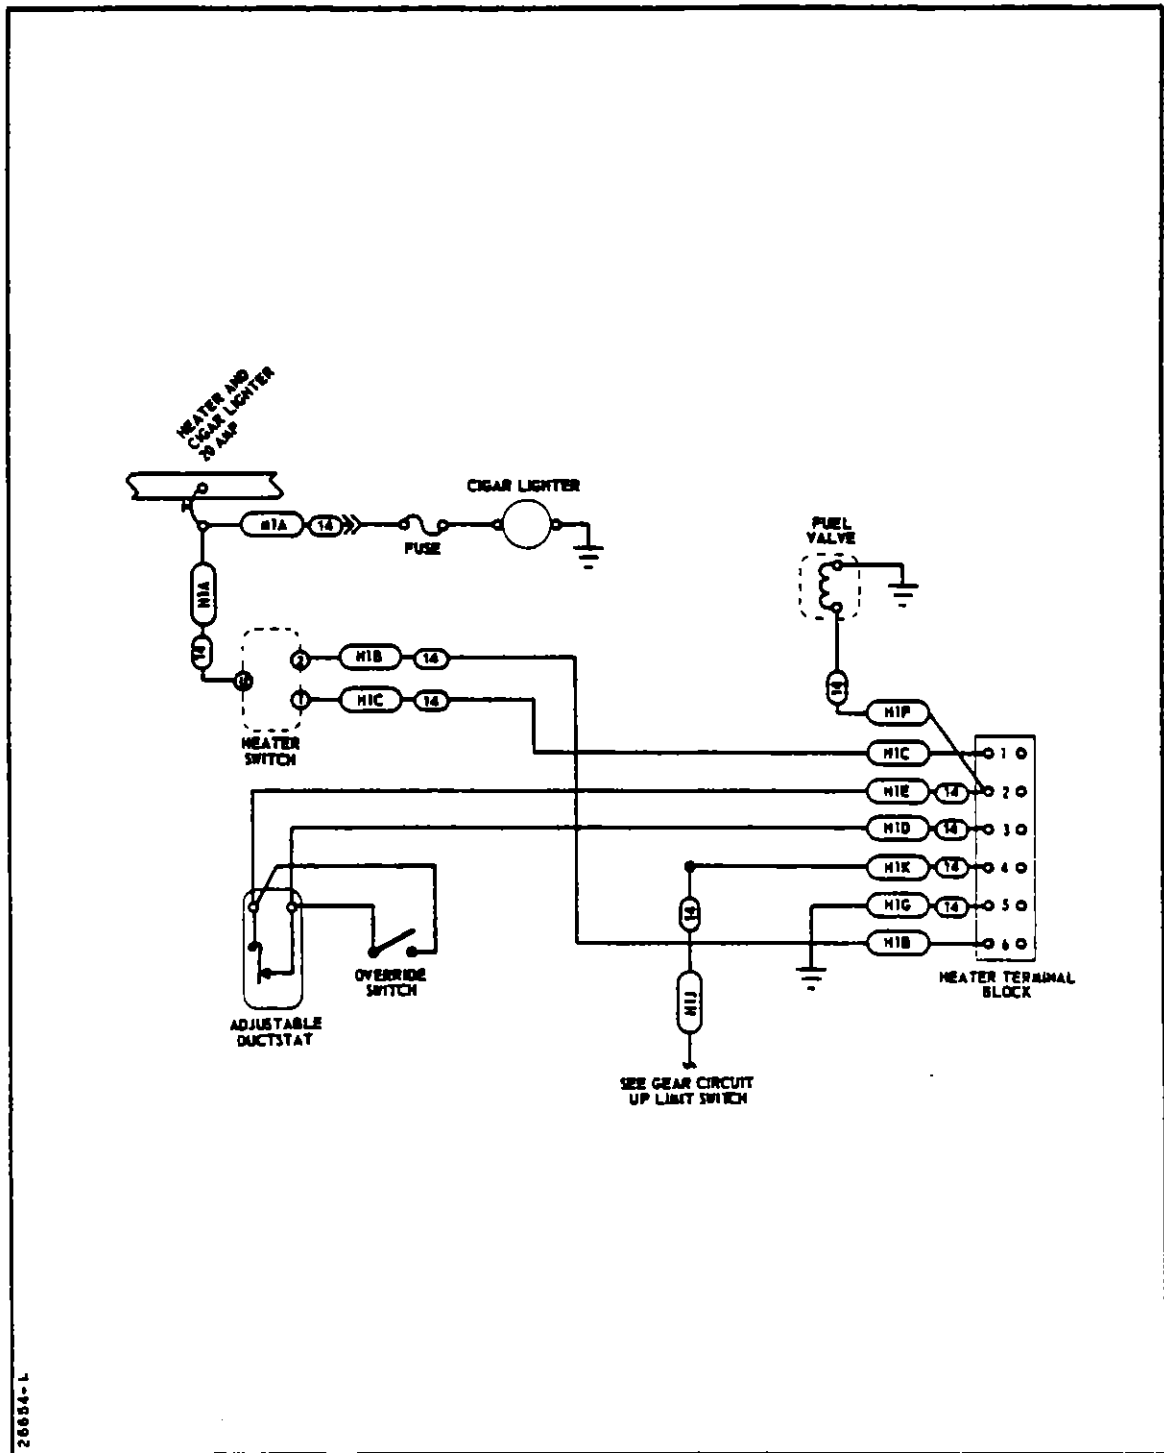 HEATER AND
CIGAR LIGHTER
20 AMP
CIGAR LIGHTER
H1A
14
FUSE
FUEL
VALVE
H1A
14
2
H1B
14
1
H1C
14
HEATER
SWITCH
14
H1F
H1C
1
H1E
14
2
H1D
14
3
H1K
14
4
14
H1G
14
5
H1B
6
OVERRIDE
SWITCH
HEATER TERMINAL
BLOCK
H1J
ADJUSTABLE
DUCTSTAT
SEE GEAR CIRCUIT
UP LIMIT SWITCH
26654-L